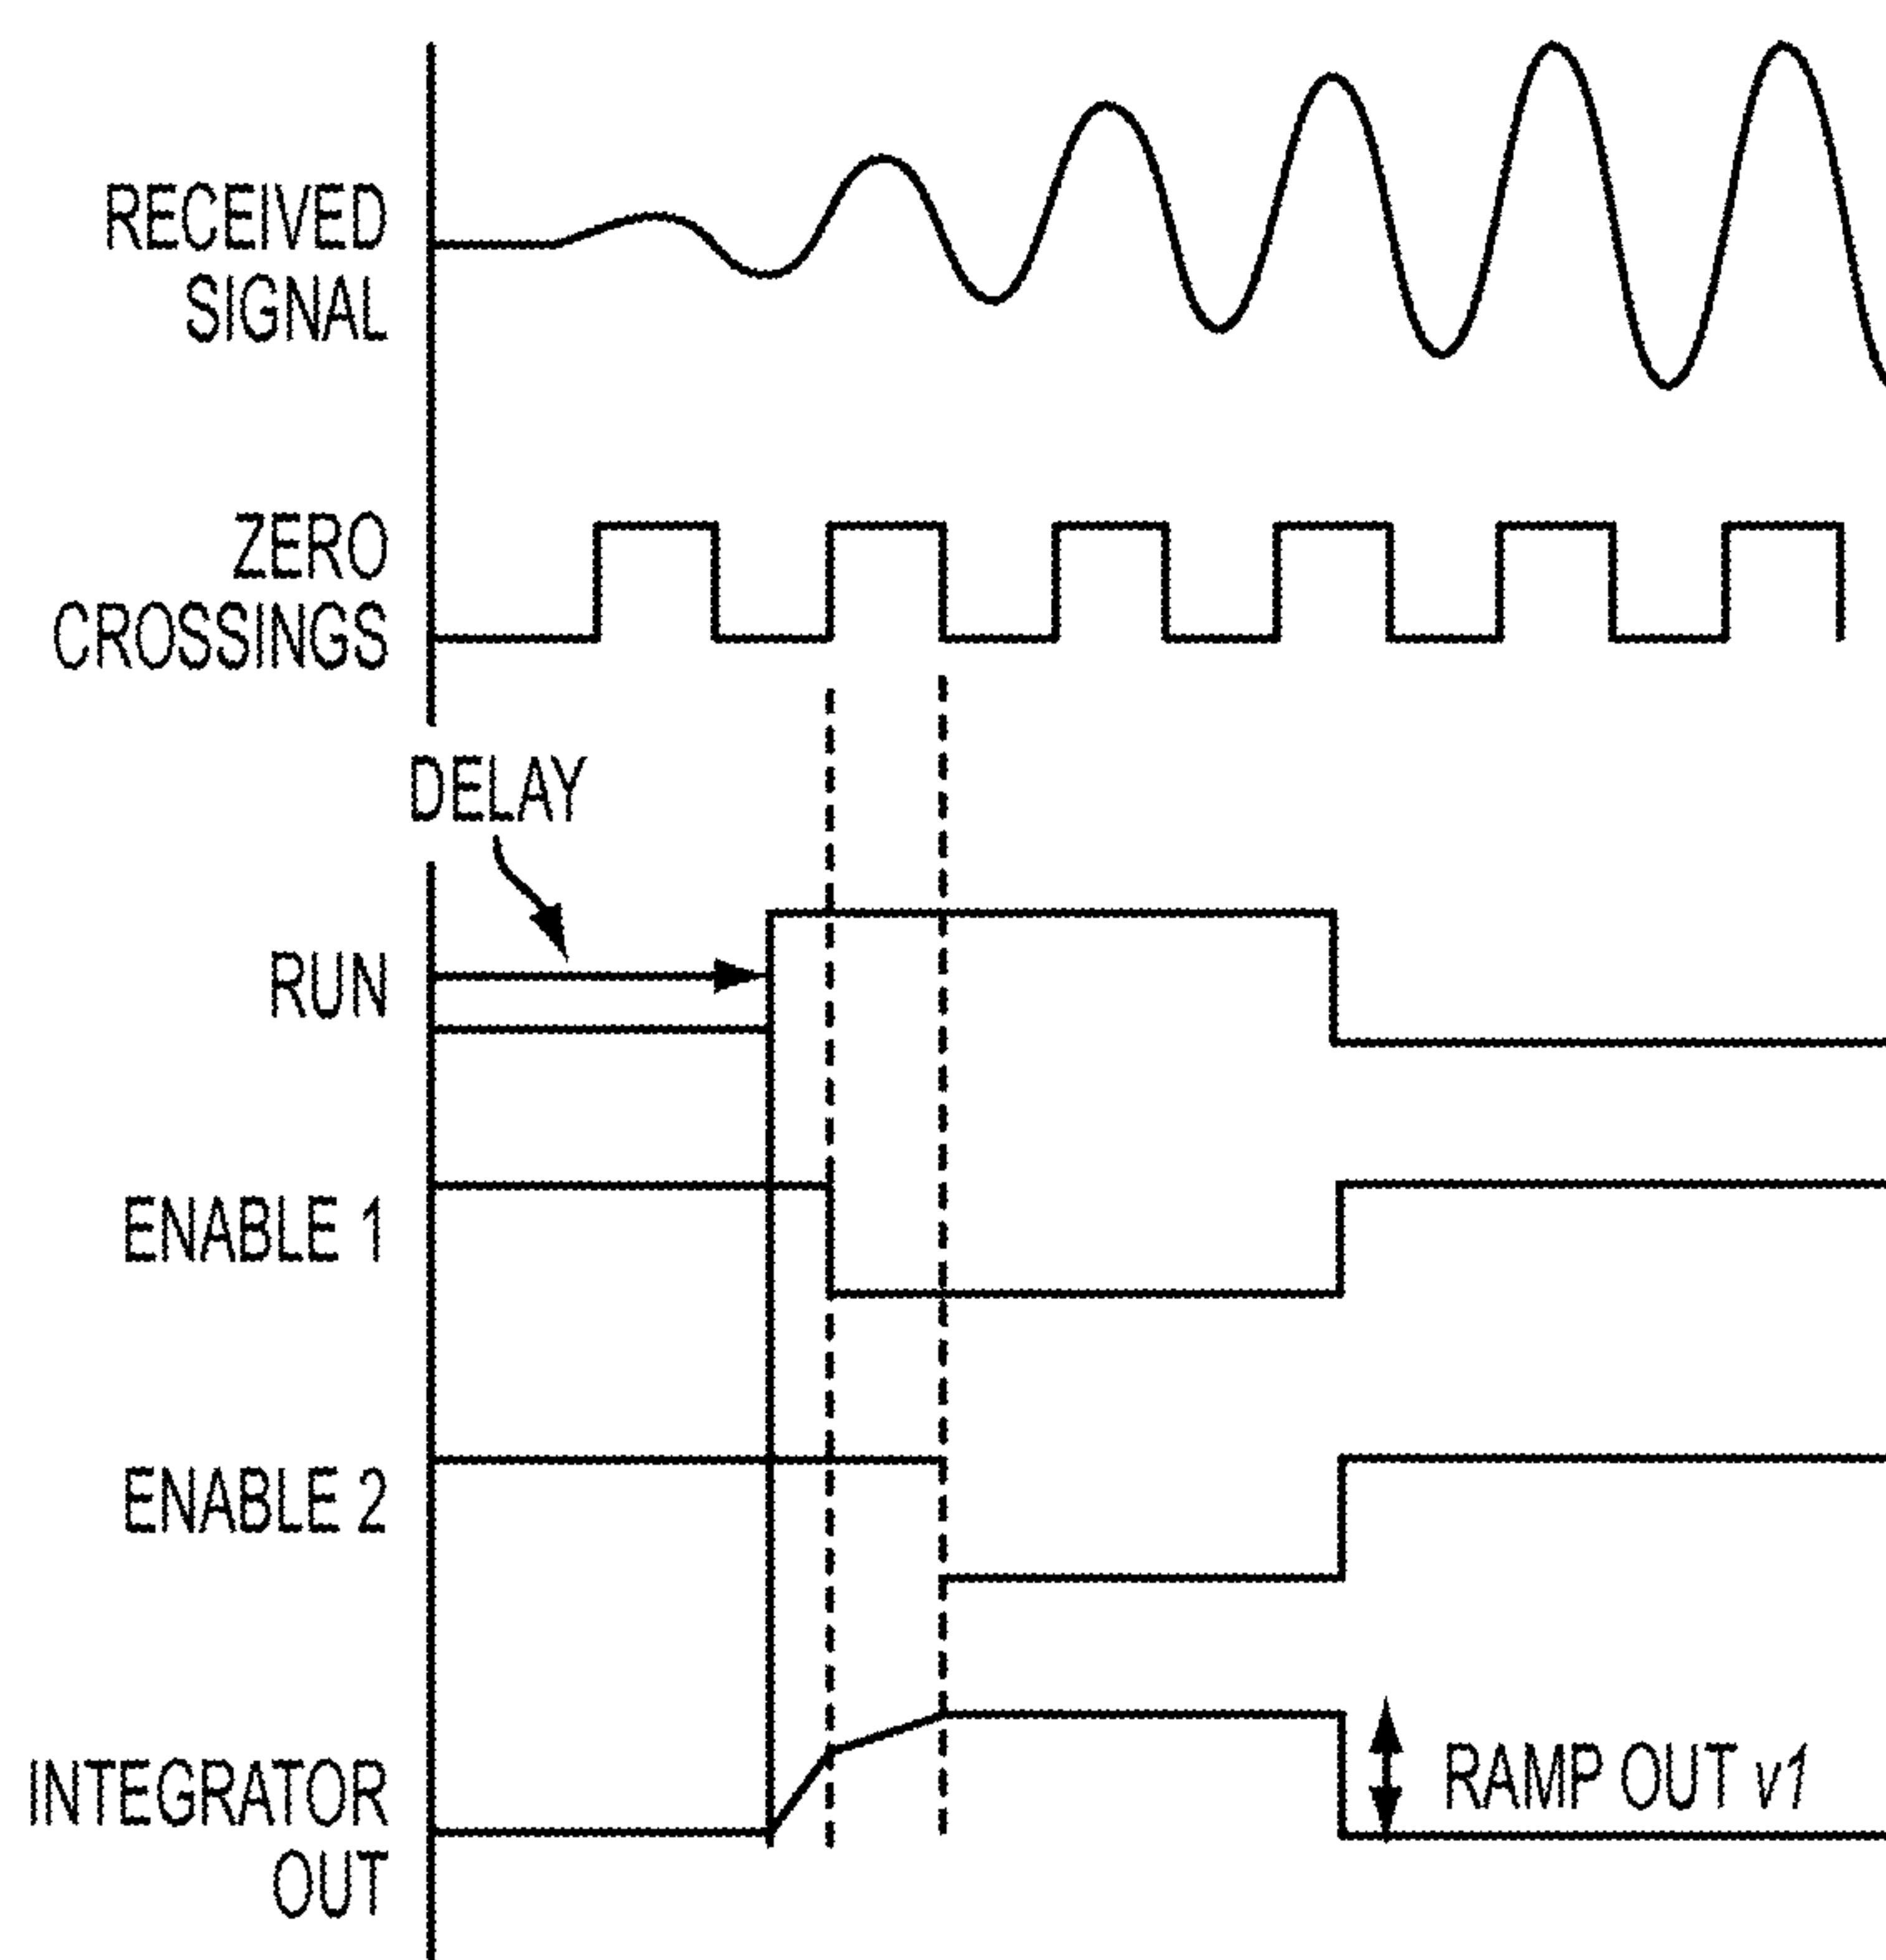 RECEIVED
SIGNAL
ZERO
CROSSINGS
DELAY
RUN
ENABLE 1
ENABLE 2
INTEGRATOR
OUT
RAMP OUT v1